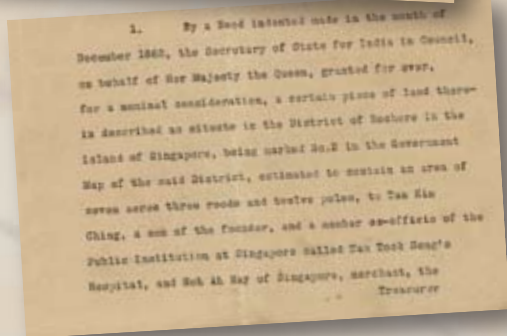 1. By a Deed indented made in the month of
December 1862, the Secretary of State for India in Council,
on behalf of Her Majesty the Queen, granted for ever,
for a nominal consideration, a certain piece of land there-
in described as situate in the District of Rochore in the
island of Singapore, being marked No.2 in the Government
Map of the said District, estimated to contain an area of
seven acres three roods and twelve poles, to Tan Kim
Ching, a son of the founder, and a member ex-officio of the
Public Institution at Singapore called Tan Tock Seng's
Hospital, and Hoh Ah Kay of Singapore, merchant, the
Treasurer